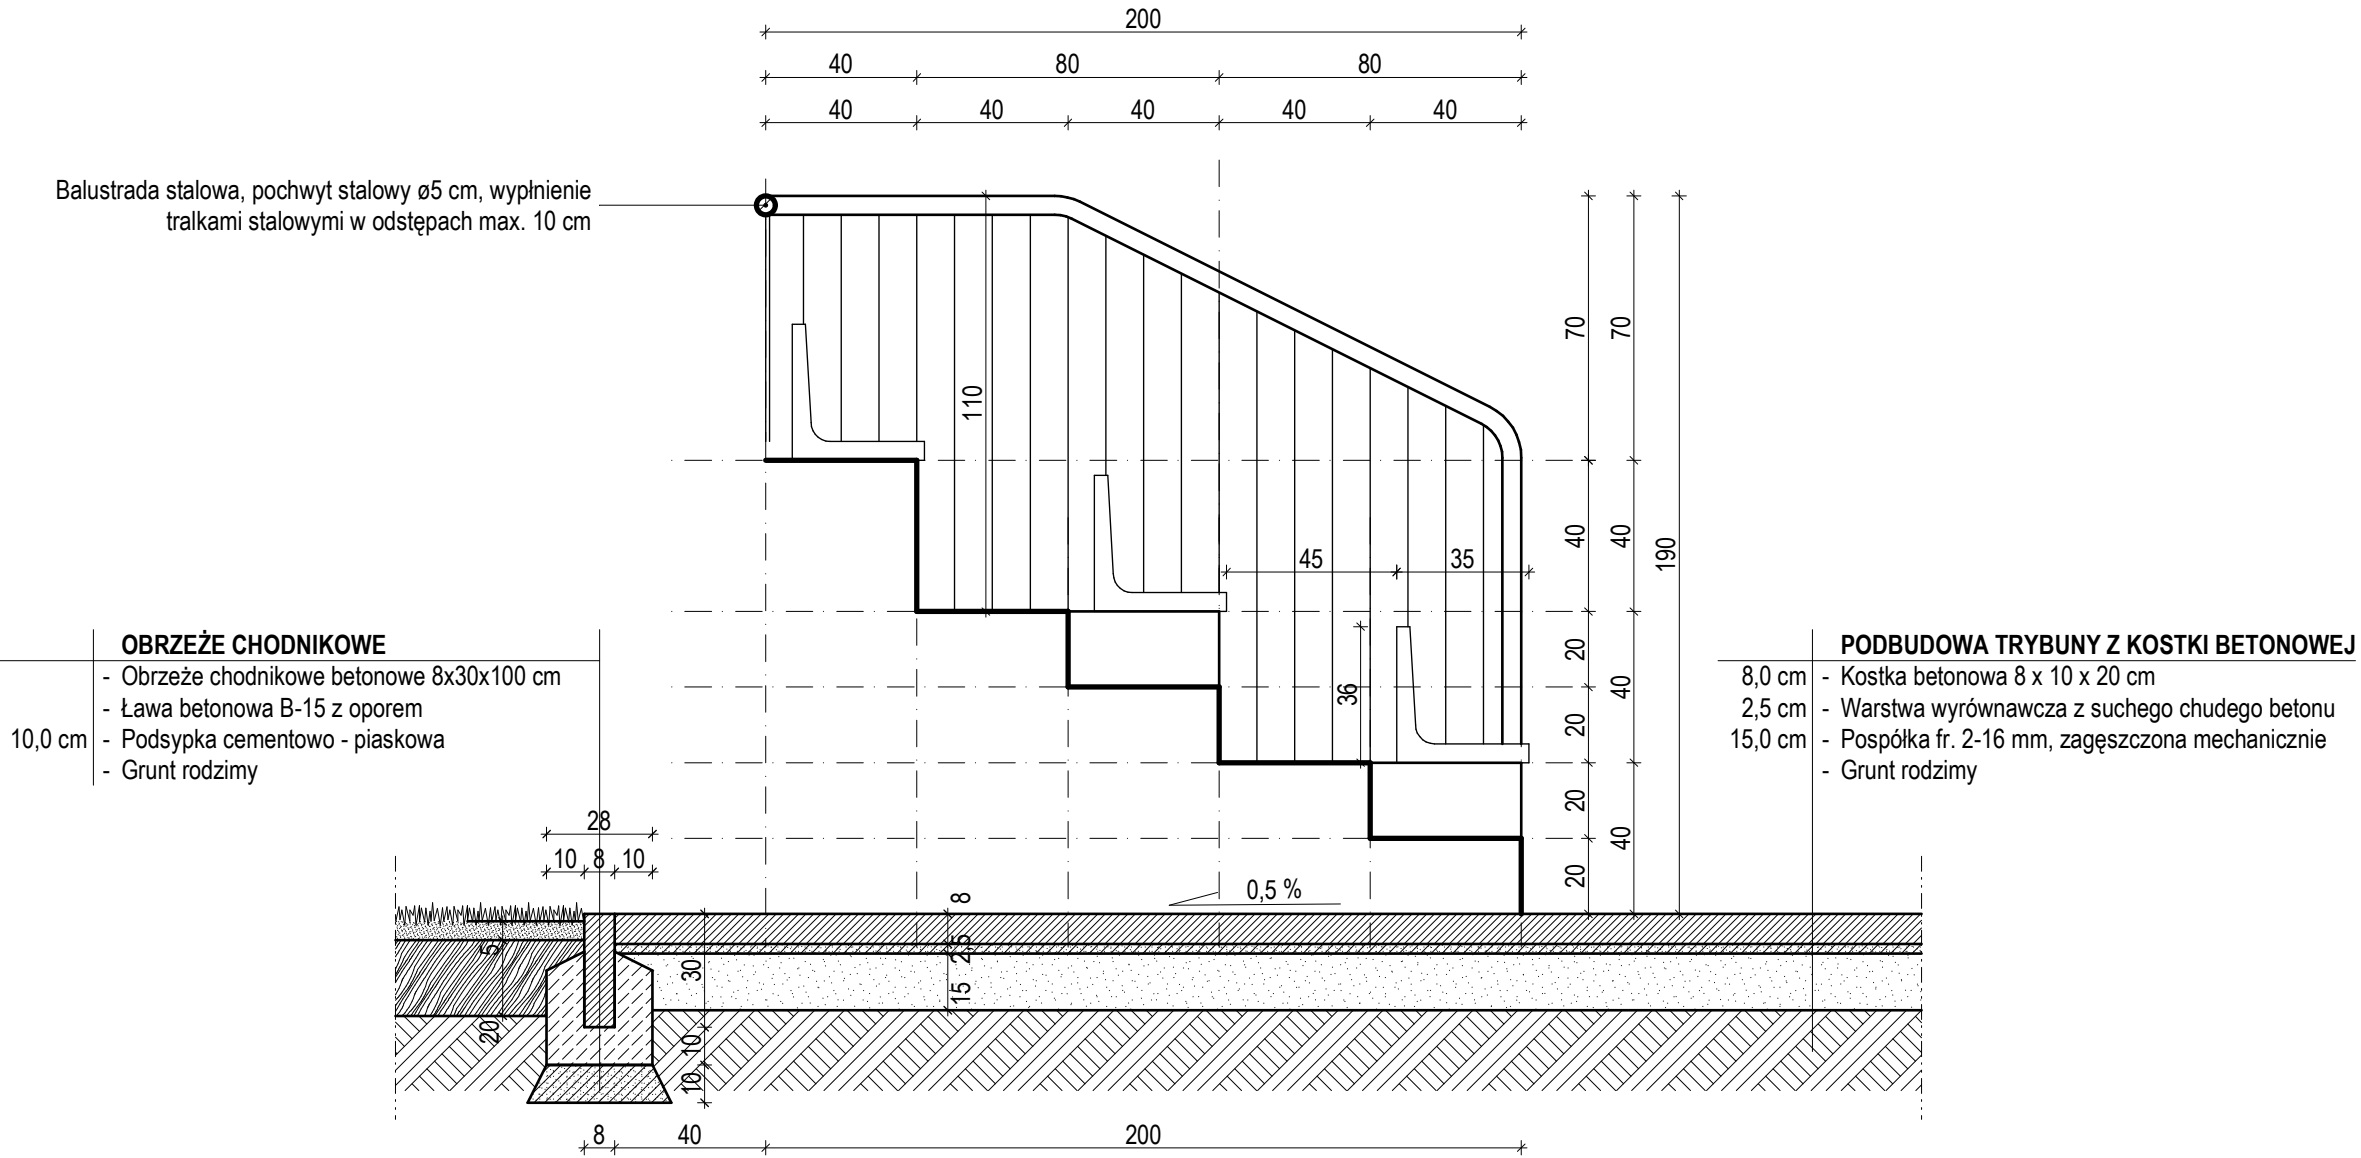 200
40 80 80
40 40 40 40 40
Balustrada stalowa, pochwyt stalowy ø5 cm, wypłnienie
tralkami stalowymi w odstępach max. 10 cm
110
45 35
36
70 40 20 20 20 20
70 40 40 40
190
OBRZEŻE CHODNIKOWE
- Obrzeże chodnikowe betonowe 8x30x100 cm
- Ława betonowa B-15 z oporem
10,0 cm - Podsypka cementowo - piaskowa
- Grunt rodzimy
PODBUDOWA TRYBUNY Z KOSTKI BETONOWEJ
8,0 cm - Kostka betonowa 8 x 10 x 20 cm
2,5 cm - Warstwa wyrównawcza z suchego chudego betonu
15,0 cm - Pospółka fr. 2-16 mm, zagęszczona mechanicznie
- Grunt rodzimy
28
10 8 10
0,5 %
5 20
30 10 10
8 2,5 15
8 40 200